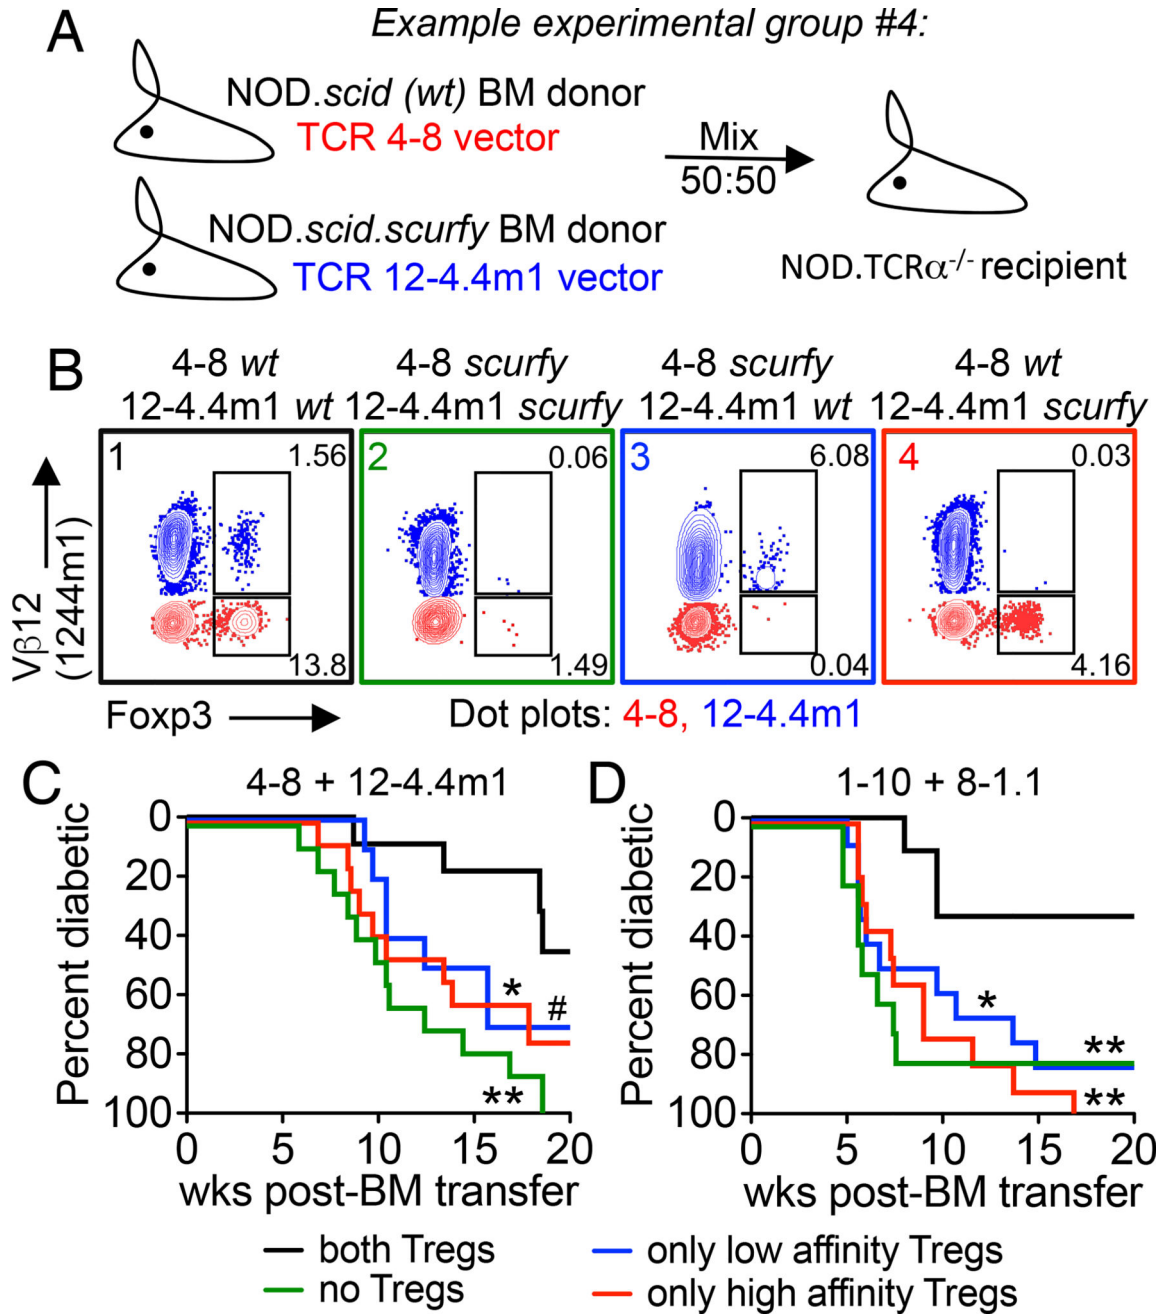 A
Example experimental group #4:
NOD.scid (wt) BM donor
TCR 4-8 vector
Mix
50:50
NOD.scid.scurfy BM donor
TCR 12-4.4m1 vector
NOD.TCRα-/- recipient
B
4-8 wt
12-4.4m1 wt
4-8 scurfy
12-4.4m1 scurfy
4-8 scurfy
12-4.4m1 wt
4-8 wt
12-4.4m1 scurfy
1
1.56
13.8
2
0.06
1.49
3
6.08
0.04
4
0.03
4.16
Vβ12
(1244m1)
Foxp3
Dot plots: 4-8, 12-4.4m1
C
4-8 + 12-4.4m1
Percent diabetic
0
20
40
60
80
100
*
#
**
0 5 10 15 20
wks post-BM transfer
D
1-10 + 8-1.1
Percent diabetic
0
20
40
60
80
100
*
**
**
0 5 10 15 20
wks post-BM transfer
both Tregs
no Tregs
only low affinity Tregs
only high affinity Tregs